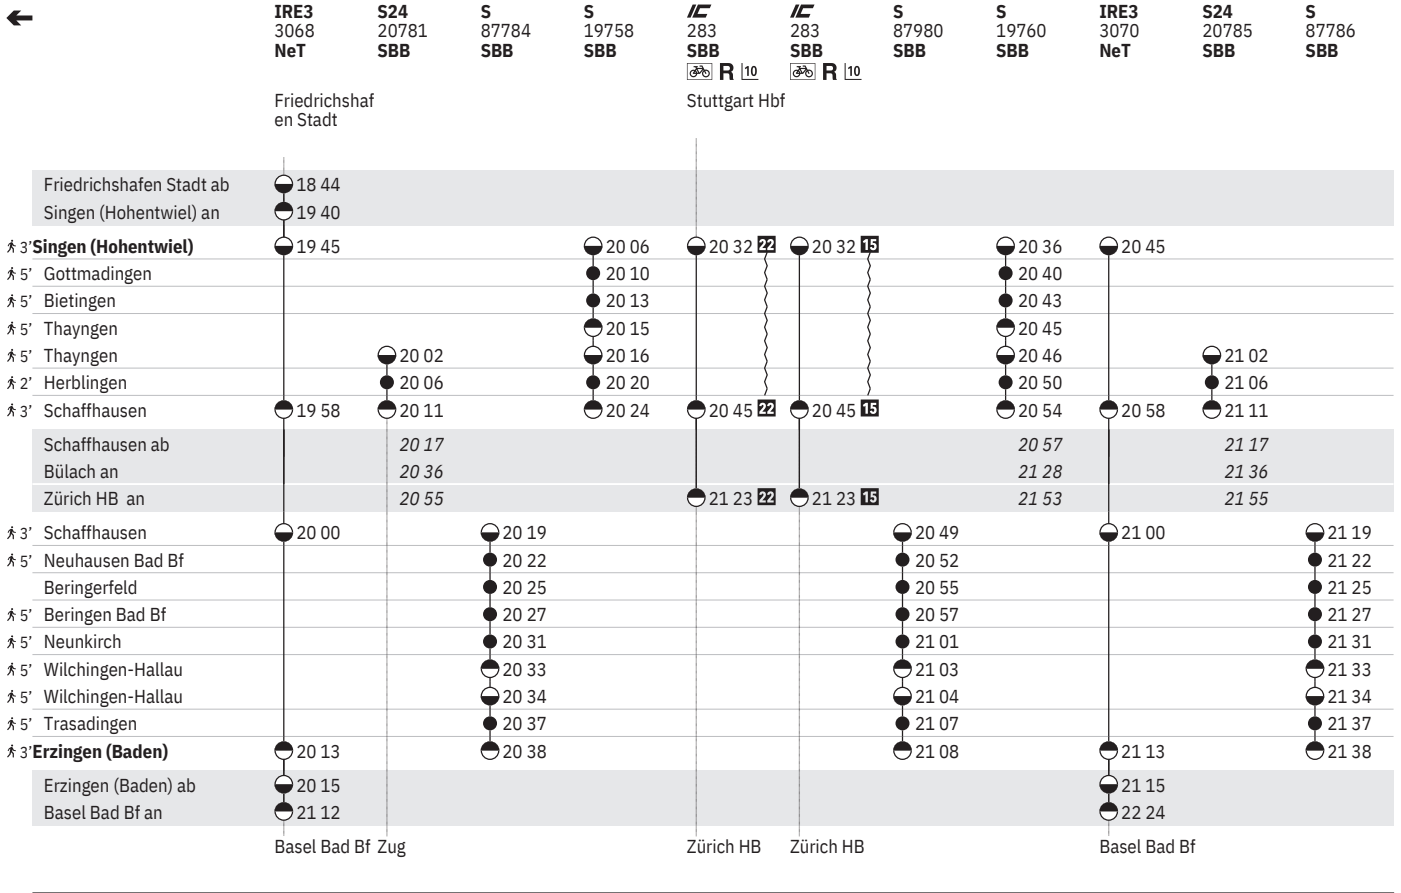 IRE3 S24 S S IC IC S S IRE3 S24 S
3068 20781 87784 19758 283 283 87980 19760 3070 20785 87786
NeT SBB SBB SBB SBB SBB SBB SBB NeT SBB SBB
R 10 R 10
Friedrichshaf Stuttgart Hbf
en Stadt
Friedrichshafen Stadt ab 18 44
Singen (Hohentwiel) an 19 40
3’ Singen (Hohentwiel) 19 45 20 06 20 32 22 20 32 15 20 36 20 45
5’ Gottmadingen 20 10 20 40
5’ Bietingen 20 13 20 43
5’ Thayngen 20 15 20 45
5’ Thayngen 20 02 20 16 20 46 21 02
2’ Herblingen 20 06 20 20 20 50 21 06
3’ Schaffhausen 19 58 20 11 20 24 20 45 22 20 45 15 20 54 20 58 21 11
Schaffhausen ab 20 17 20 57 21 17
Bülach an 20 36 21 28 21 36
Zürich HB an 20 55 21 23 22 21 23 15 21 53 21 55
3’ Schaffhausen 20 00 20 19 20 49 21 00 21 19
5’ Neuhausen Bad Bf 20 22 20 52 21 22
Beringerfeld 20 25 20 55 21 25
5’ Beringen Bad Bf 20 27 20 57 21 27
5’ Neunkirch 20 31 21 01 21 31
5’ Wilchingen-Hallau 20 33 21 03 21 33
5’ Wilchingen-Hallau 20 34 21 04 21 34
5’ Trasadingen 20 37 21 07 21 37
3’ Erzingen (Baden) 20 13 20 38 21 08 21 13 21 38
Erzingen (Baden) ab 20 15 21 15
Basel Bad Bf an 21 12 22 24
Basel Bad Bf Zug Zürich HB Zürich HB Basel Bad Bf